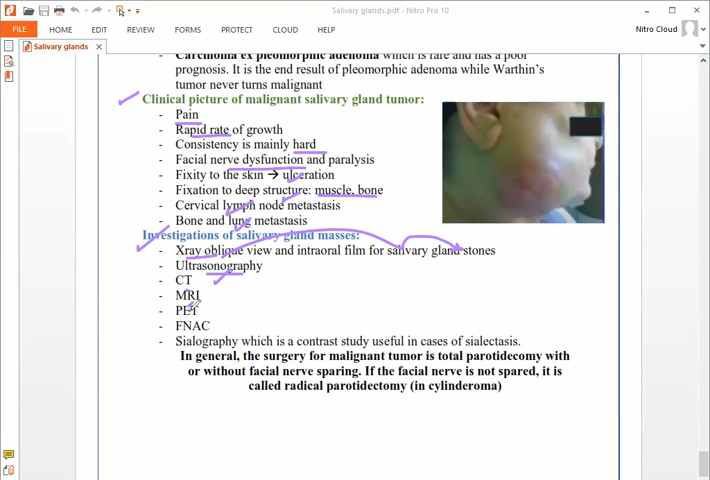 Salivary glands.pdf - Nitro Pro 10
FILE
HOME
EDIT
REVIEW
FORMS
PROTECT
CLOUD
HELP
Nitro Cloud
Salivary glands ×
- Carcinoma ex pleomorphic adenoma which is rare and has a poor
prognosis. It is the end result of pleomorphic adenoma while Warthin's
tumor never turns malignant
Clinical picture of malignant salivary gland tumor:
- Pain
- Rapid rate of growth
- Consistency is mainly hard
- Facial nerve dysfunction and paralysis
- Fixity to the skin → ulceration
- Fixation to deep structure: muscle, bone
- Cervical lymph node metastasis
- Bone and lung metastasis
Investigations of salivary gland masses:
- Xray oblique view and intraoral film for salivary gland stones
- Ultrasonography
- CT
- MRI
- PET
- FNAC
- Sialography which is a contrast study useful in cases of sialectasis.
In general, the surgery for malignant tumor is total parotidecomy with
or without facial nerve sparing. If the facial nerve is not spared, it is
called radical parotidectomy (in cylinderoma)